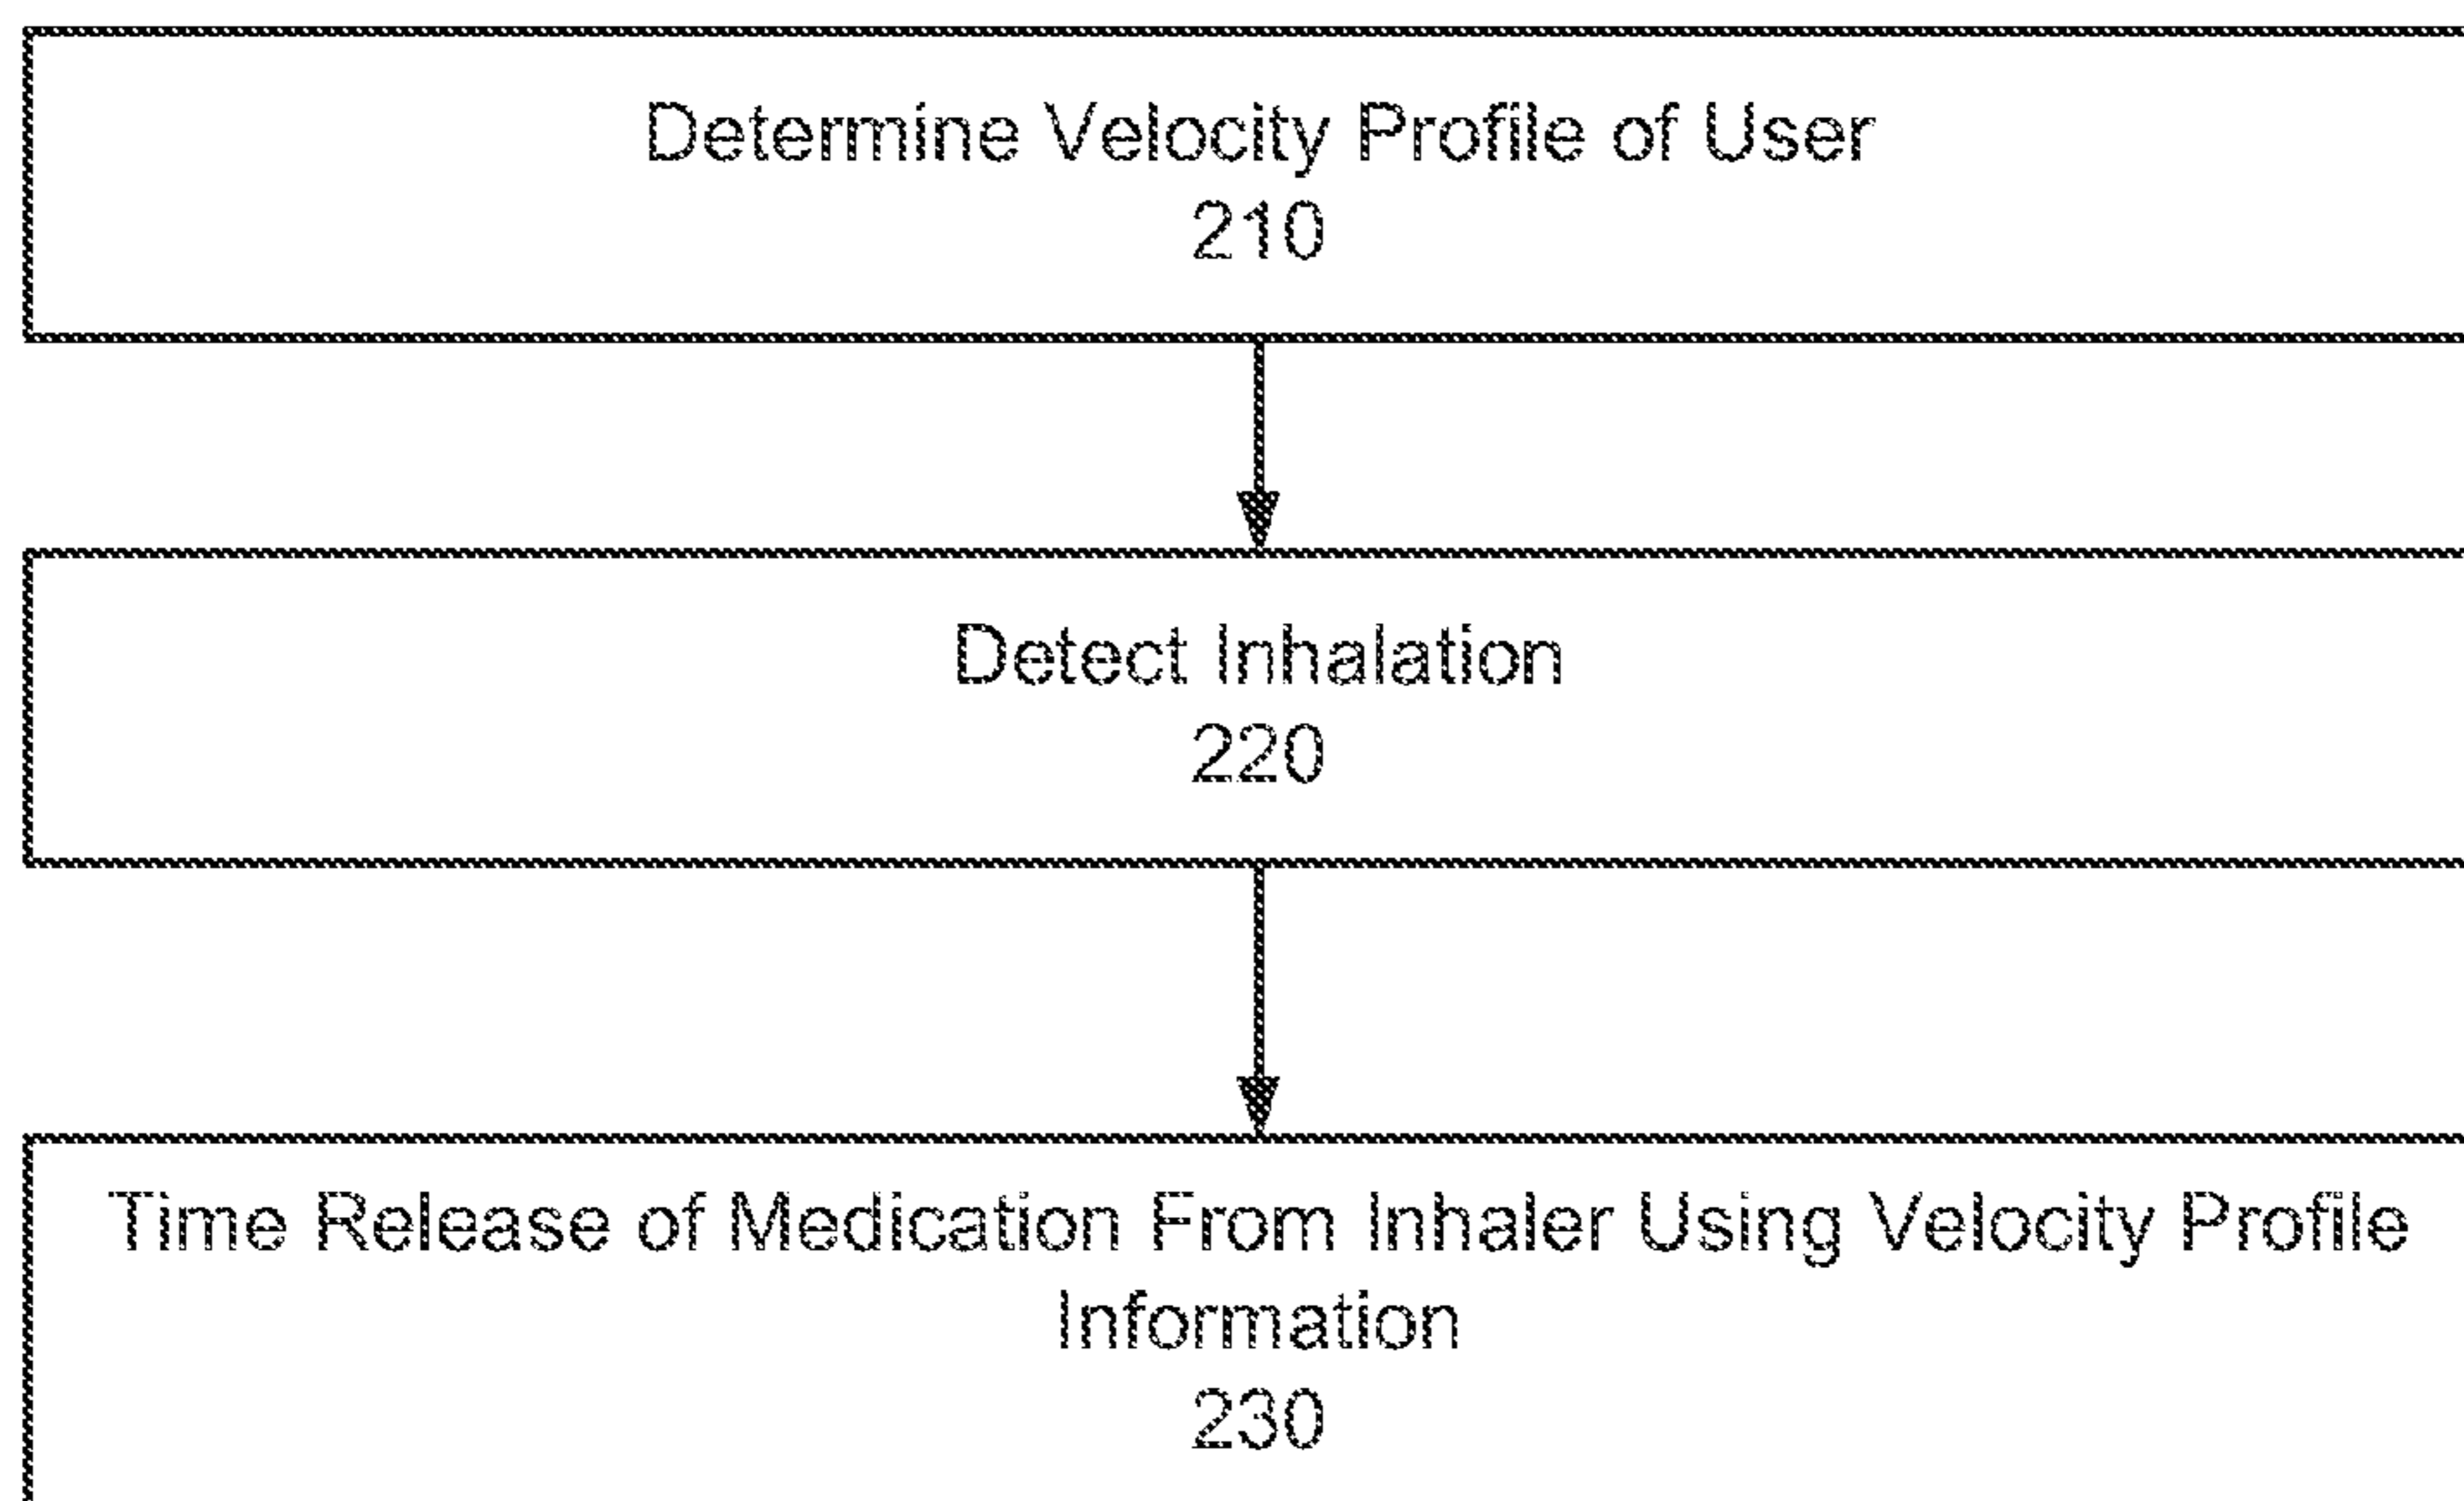 Determine Velocity Profile of User
210
Detect Inhalation
220
Time Release of Medication From Inhaler Using Velocity Profile
Information
230